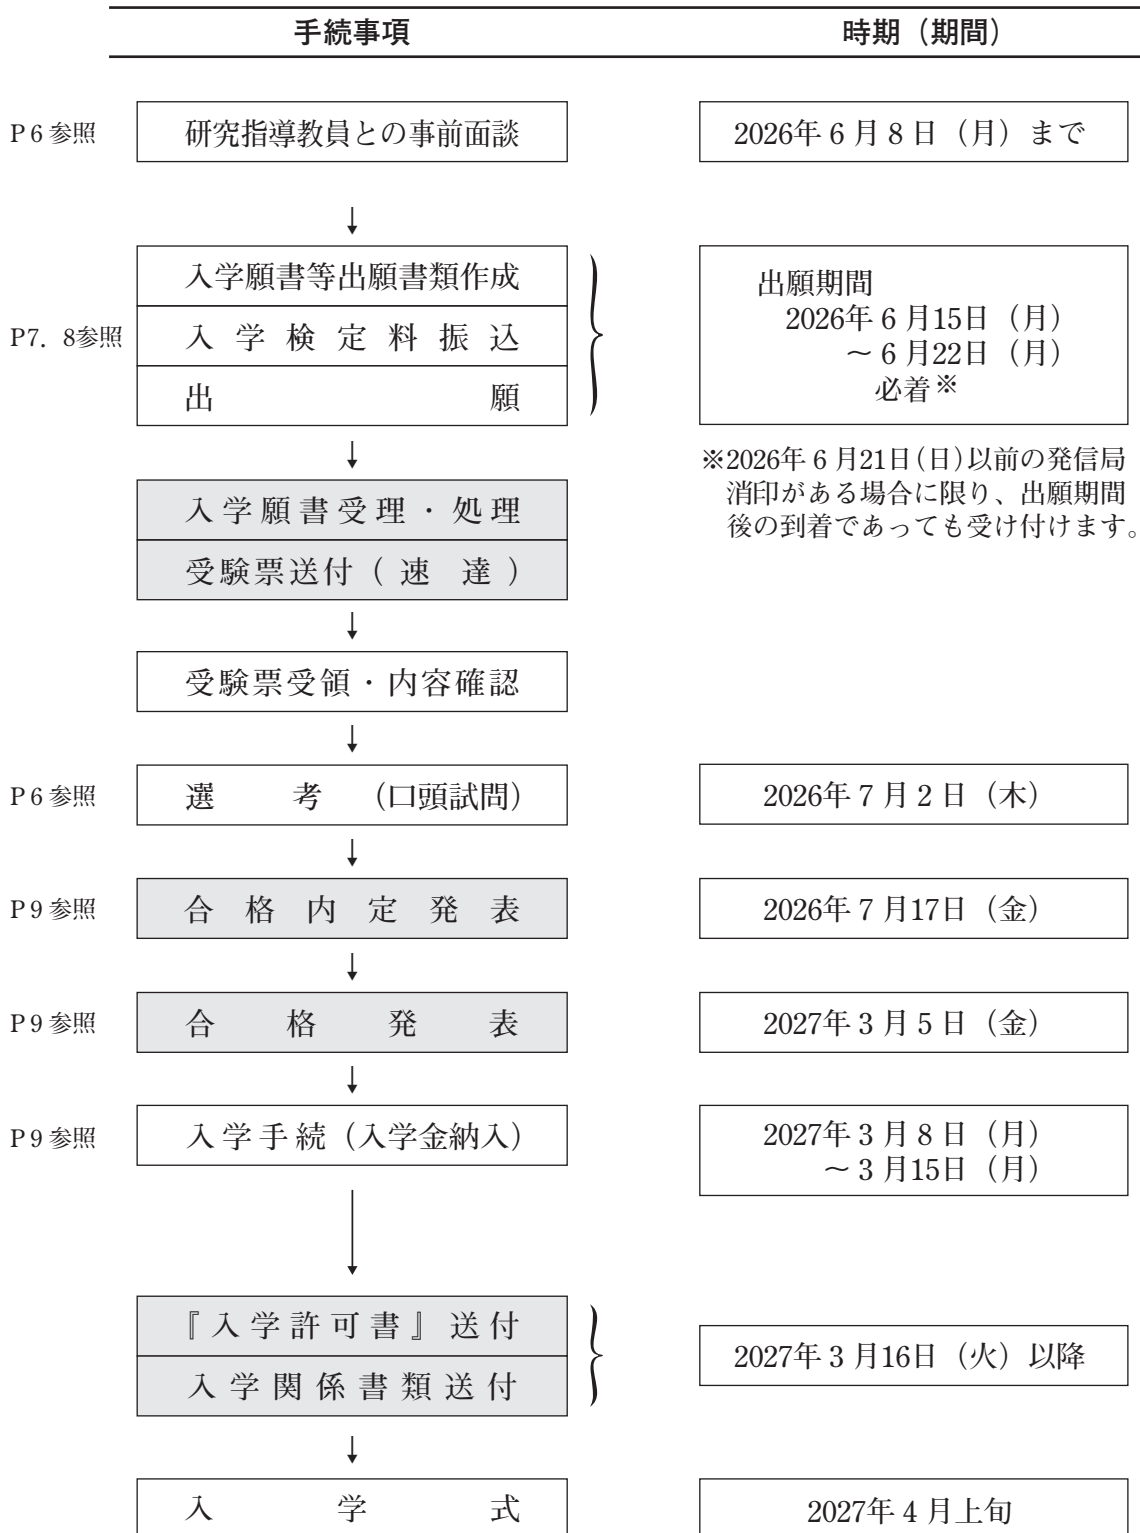 手続事項 時期（期間）
P 6 参照 研究指導教員との事前面談 2026年 6 月 8 日（月）まで
↓
入学願書等出願書類作成
P7．8参照 入学検定料振込
出願
出願期間
2026年 6 月15日（月）
～ 6 月22日（月）
必着※
※2026年 6 月21日（日）以前の発信局
消印がある場合に限り、出願期間
後の到着であっても受け付けます。
↓
入学願書受理・処理
受験票送付（速達）
↓
受験票受領・内容確認
↓
P 6 参照 選考（口頭試問） 2026年 7 月 2 日（木）
↓
P 9 参照 合格内定発表 2026年 7 月17日（金）
↓
P 9 参照 合格発表 2027年 3 月 5 日（金）
↓
P 9 参照 入学手続（入学金納入） 2027年 3 月 8 日（月）
～ 3 月15日（月）
↓
『入学許可書』送付
入学関係書類送付
2027年 3 月16日（火）以降
↓
入学式 2027年 4 月上旬